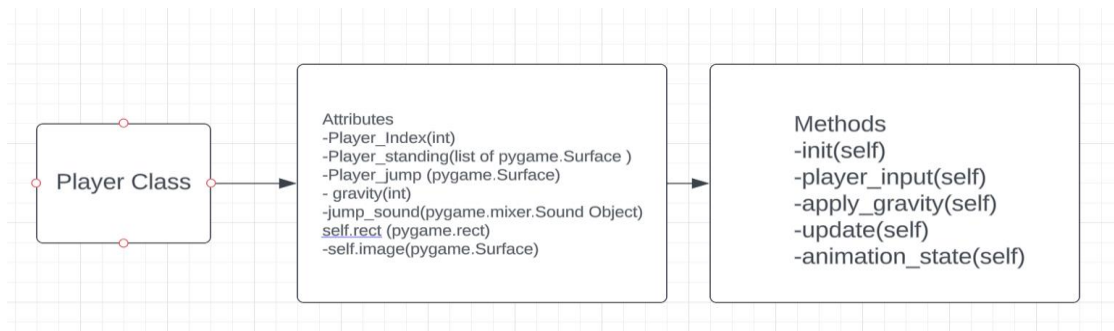 Player Class
Attributes
-Player_Index(int)
-Player_standing(list of pygame.Surface )
-Player_jump (pygame.Surface)
- gravity(int)
-jump_sound(pygame.mixer.Sound Object)
self.rect (pygame.rect)
-self.image(pygame.Surface)
Methods
-init(self)
-player_input(self)
-apply_gravity(self)
-update(self)
-animation_state(self)